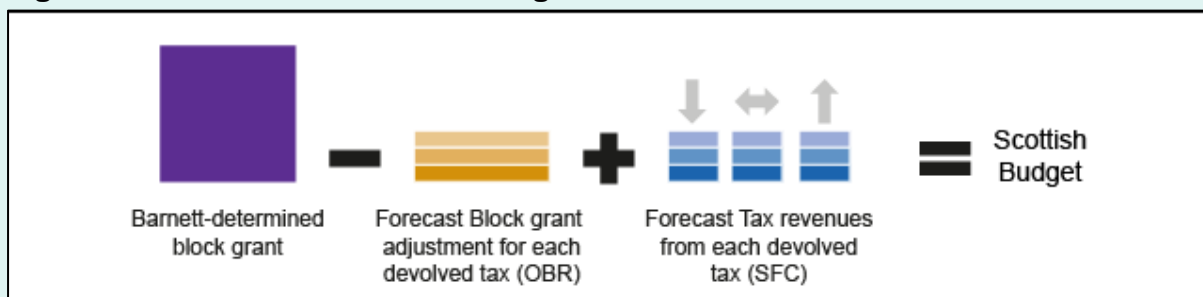 Barnett-determined
block grant
Forecast Block grant
adjustment for each
devolved tax (OBR)
Forecast Tax revenues
from each devolved
tax (SFC)
Scottish
Budget